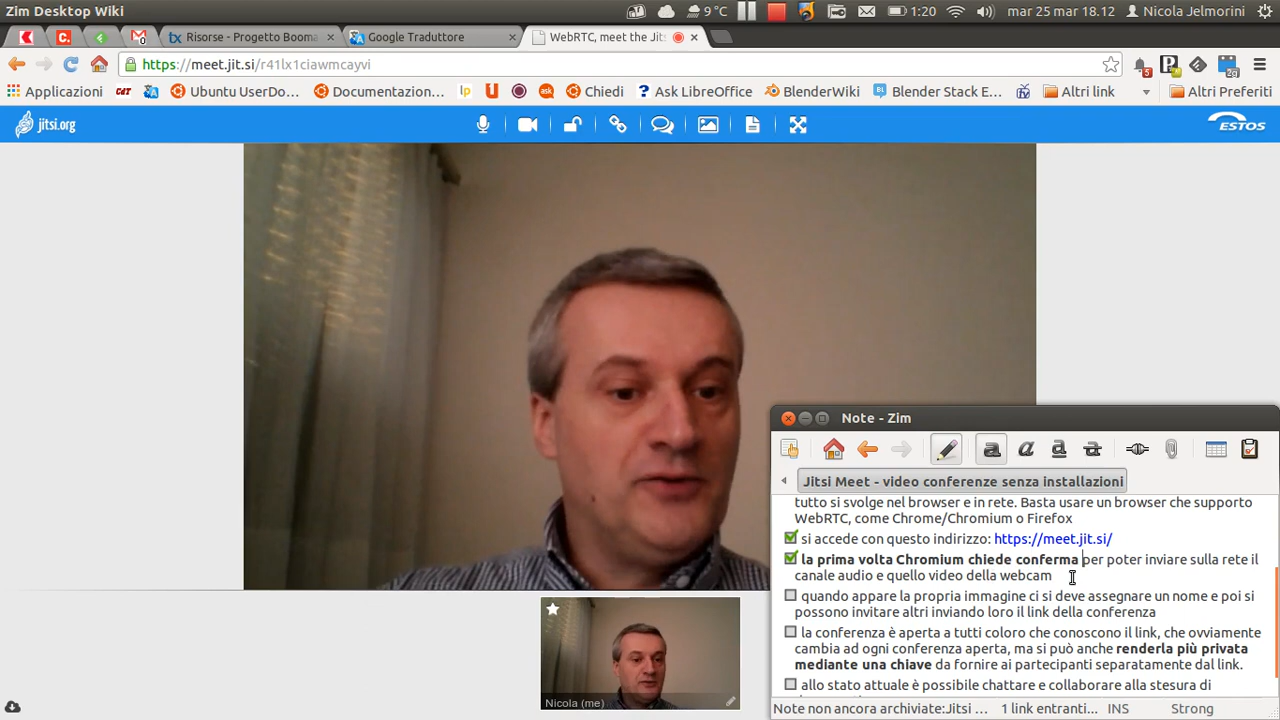 Zim Desktop Wiki
9 °C
1:20
mar 25 mar 18.12
Nicola Jelmorini
Risorse - Progetto Booma
Google Traduttore
WebRTC, meet the Jits
https://meet.jit.si/r41lx1ciawmcayvi
5
20
Applicazioni
CAT
Ubuntu UserDo...
Documentazion...
lp
ask
Chiedi
Ask LibreOffice
BlenderWiki
Blender Stack E...
Altri link
Altri Preferiti
jitsi.org
ESTOS
Note - Zim
Jitsi Meet - video conferenze senza installazioni
tutto si svolge nel browser e in rete. Basta usare un browser che supporto
WebRTC, come Chrome/Chromium o Firefox
si accede con questo indirizzo: https://meet.jit.si/
la prima volta Chromium chiede conferma per poter inviare sulla rete il
canale audio e quello video della webcam
quando appare la propria immagine ci si deve assegnare un nome e poi si
possono invitare altri inviando loro il link della conferenza
la conferenza è aperta a tutti coloro che conoscono il link, che ovviamente
cambia ad ogni conferenza aperta, ma si può anche renderla più privata
mediante una chiave da fornire ai partecipanti separatamente dal link.
allo stato attuale è possibile chattare e collaborare alla stesura di
Nicola (me)
Note non ancora archiviate:Jitsi ...
1 link entranti...
INS
Strong